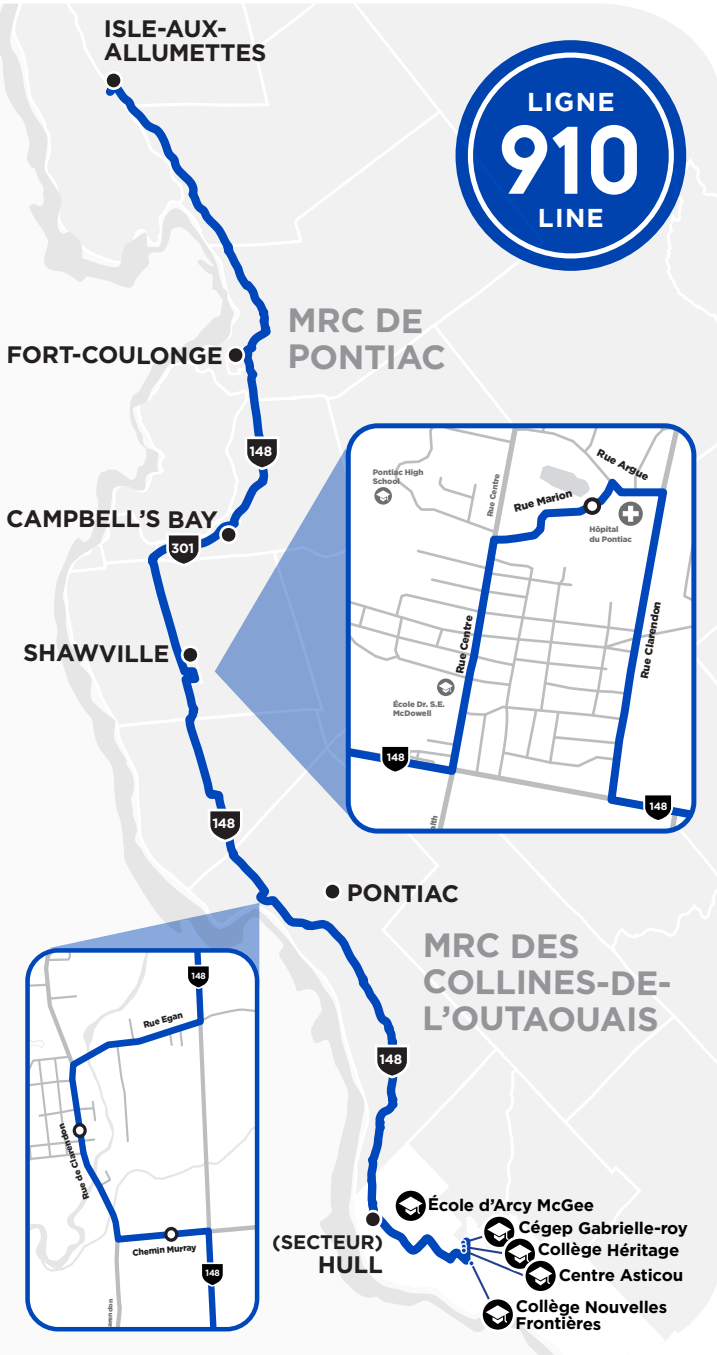 ISLE-AUX-
ALLUMETTES
LIGNE
910
LINE
MRC DE
PONTIAC
FORT-COULONGE
148
CAMPBELL'S BAY
301
SHAWVILLE
Pontiac High
School
Rue Centre
Rue Marion
Rue Argue
Hôpital
du Pontiac
Rue Centre
Rue Clarendon
École Dr. S.E.
McDowell
148
148
148
PONTIAC
MRC DES
COLLINES-DE-
L'OUTAOUAIS
148
Rue Egan
Rue de Clarendon
Chemin Murray
148
148
École d'Arcy McGee
Cégep Gabrielle-roy
(SECTEUR)
HULL
Collège Héritage
Centre Asticou
Collège Nouvelles
Frontières